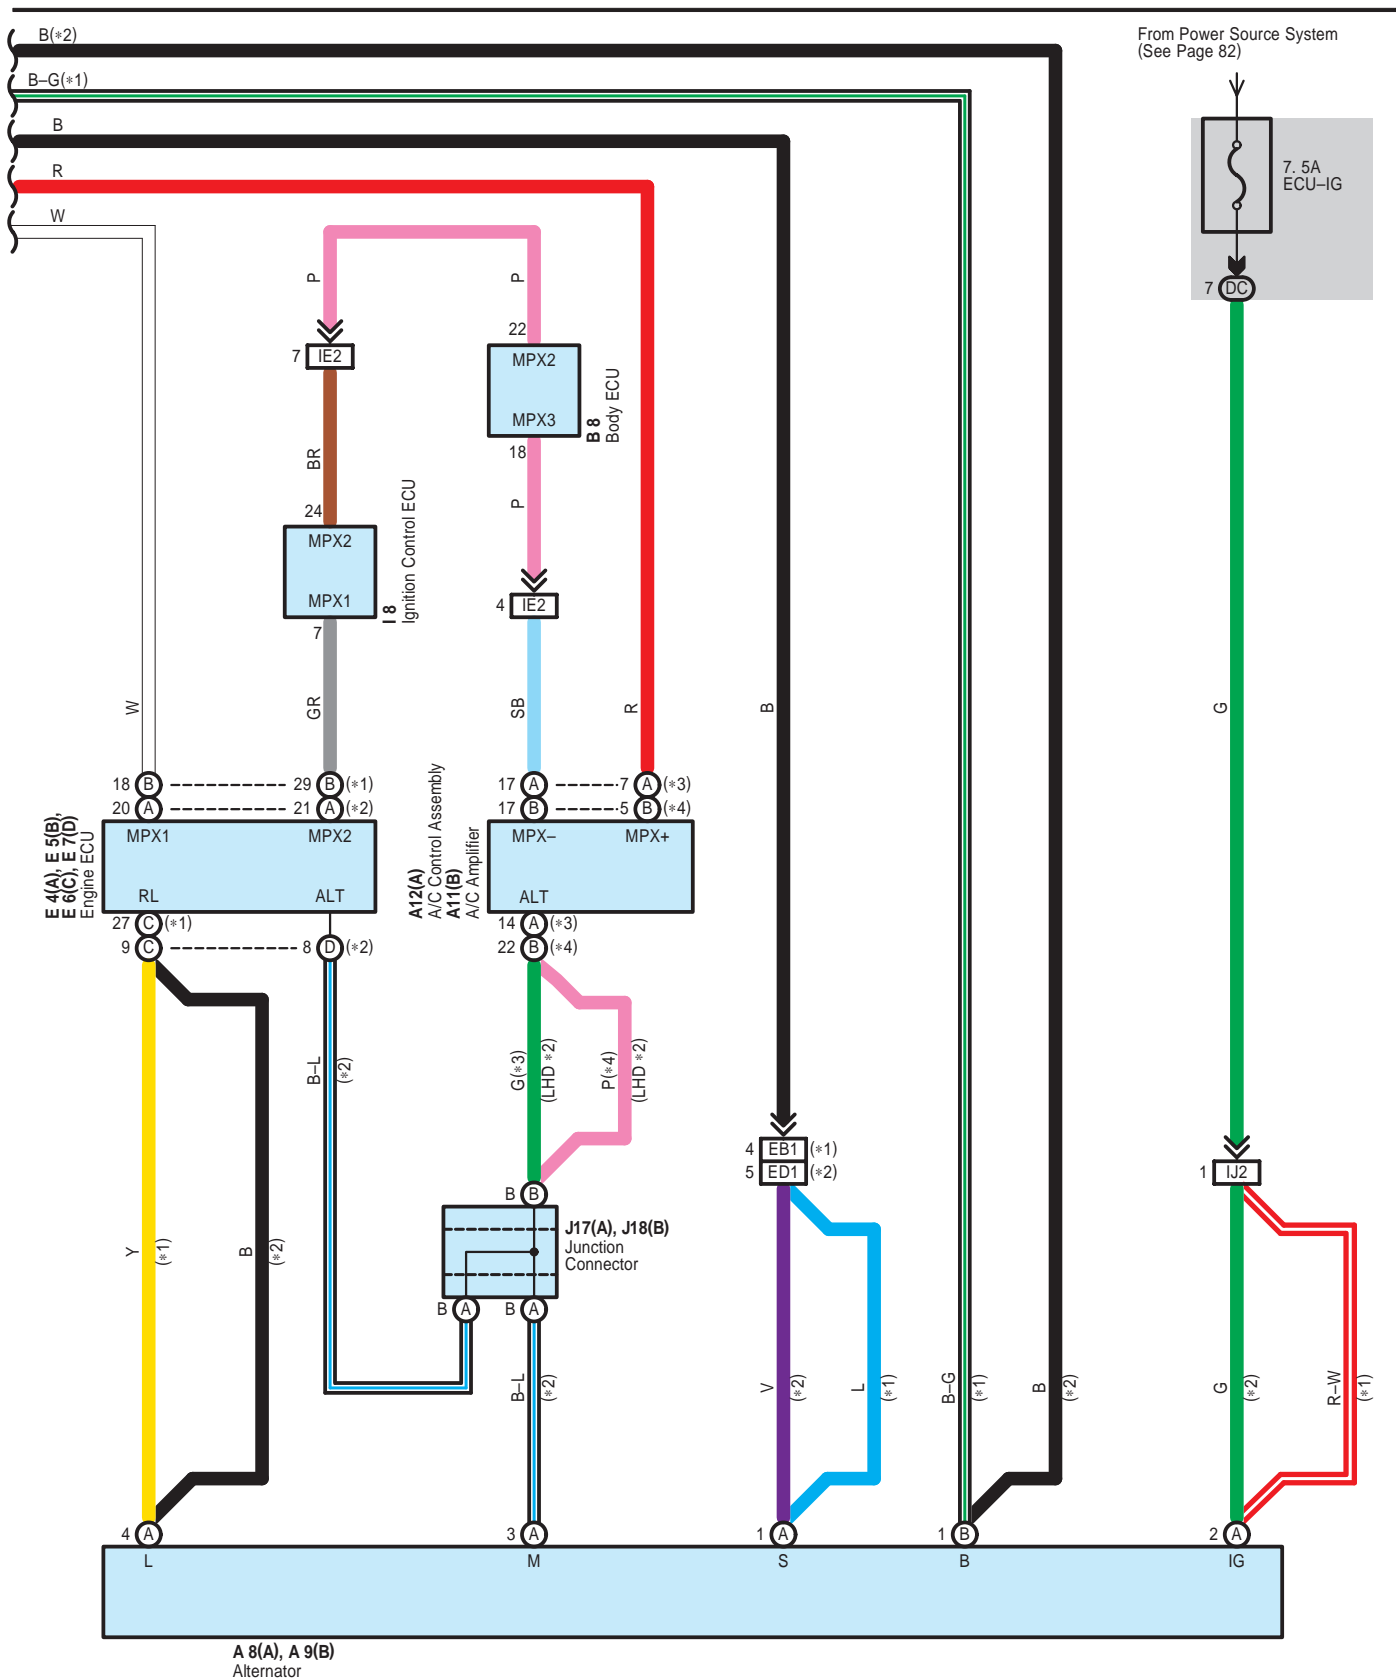 B(∗2)
From Power Source System
(See Page 82)
B–G(∗1)
B
R
W
7. 5A
ECU–IG
7 DC
P
P
22
7 IE2
MPX2
MPX3
B 8
Body ECU
18
BR
P
24
MPX2
MPX1
I 8
Ignition Control ECU
7
4 IE2
W
GR
SB
R
B
G
18 B
29 B (∗1)
17 A
7 A (∗3)
20 A
21 A (∗2)
17 B
5 B (∗4)
MPX1
MPX2
MPX–
MPX+
RL
ALT
ALT
E 4(A), E 5(B),
E 6(C), E 7(D)
Engine ECU
A12(A)
A/C Control Assembly
A11(B)
A/C Amplifier
27 C (∗1)
14 A (∗3)
9 C
8 D (∗2)
22 B (∗4)
B–L
(∗2)
G(∗3)
(LHD ∗2)
P(∗4)
(LHD ∗2)
4 EB1 (∗1)
5 ED1 (∗2)
1 IJ2
B B
J17(A), J18(B)
Junction
Connector
B A
B A
Y
(∗1)
B
(∗2)
B–L
(∗2)
V
(∗2)
L
(∗1)
B–G
(∗1)
B
(∗2)
G
(∗2)
R–W
(∗1)
4 A
3 A
1 A
1 B
2 A
L
M
S
B
IG
A 8(A), A 9(B)
Alternator